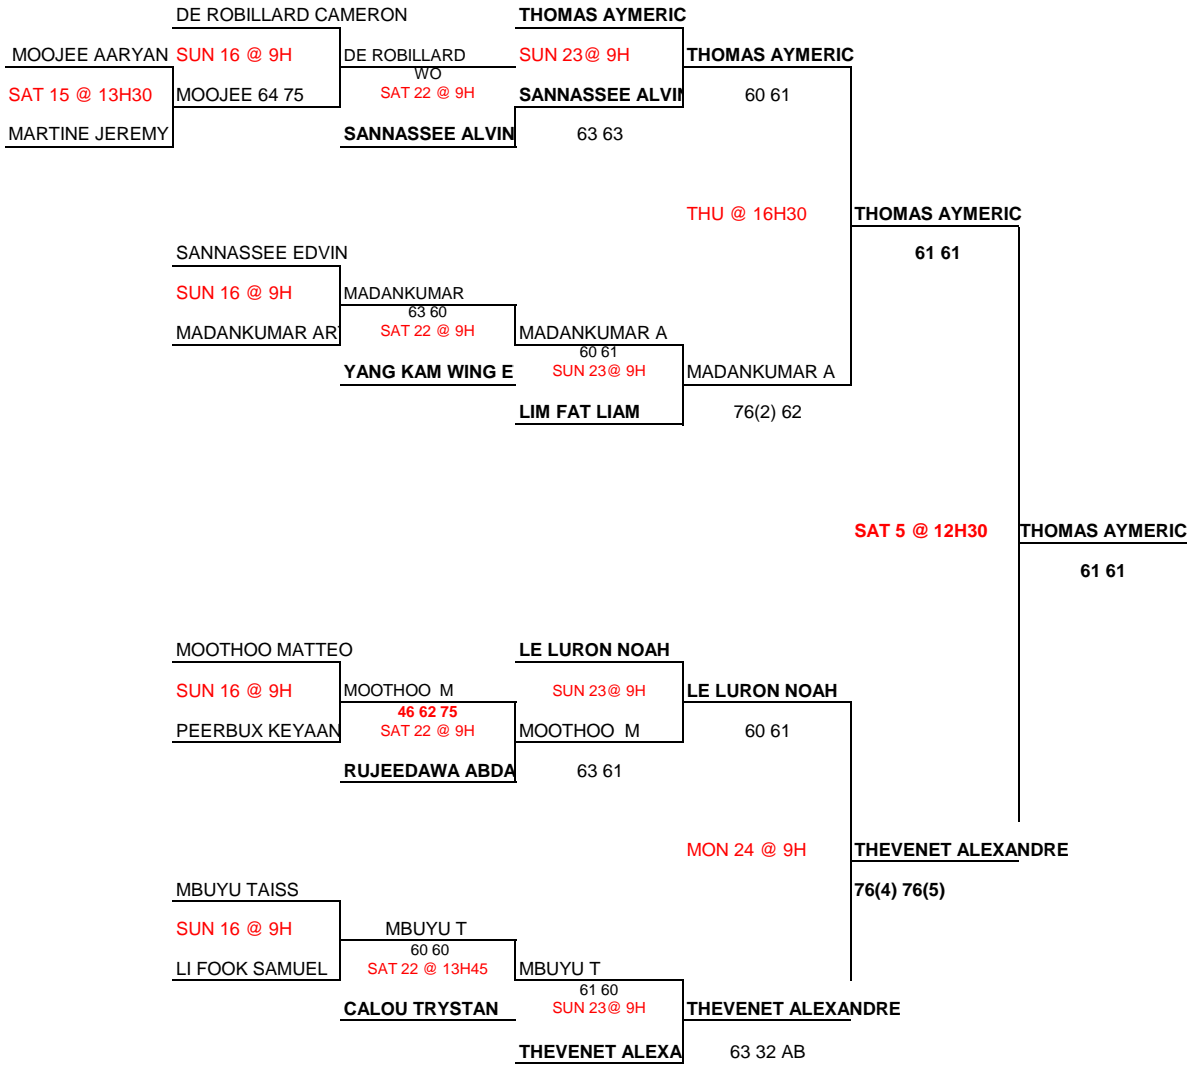 DE ROBILLARD CAMERON
THOMAS AYMERIC
MOOJEE AARYAN SUN 16 @ 9H DE ROBILLARD SUN 23@ 9H THOMAS AYMERIC
WO
SAT 15 @ 13H30 MOOJEE 64 75 SAT 22 @ 9H SANNASSEE ALVIN 60 61
MARTINE JEREMY SANNASSEE ALVIN 63 63
THU @ 16H30 THOMAS AYMERIC
SANNASSEE EDVIN 61 61
SUN 16 @ 9H MADANKUMAR
63 60
MADANKUMAR AR SAT 22 @ 9H MADANKUMAR A
60 61
YANG KAM WING E SUN 23@ 9H MADANKUMAR A
LIM FAT LIAM 76(2) 62
SAT 5 @ 12H30 THOMAS AYMERIC
61 61
MOOTHOO MATTEO LE LURON NOAH
SUN 16 @ 9H MOOTHOO M SUN 23@ 9H LE LURON NOAH
46 62 75
PEERBUX KEYAAN SAT 22 @ 9H MOOTHOO M 60 61
RUJEEDAWA ABDA 63 61
MON 24 @ 9H THEVENET ALEXANDRE
MBUYU TAISS 76(4) 76(5)
SUN 16 @ 9H MBUYU T
60 60
LI FOOK SAMUEL SAT 22 @ 13H45 MBUYU T
61 60
CALOU TRYSTAN SUN 23@ 9H THEVENET ALEXANDRE
THEVENET ALEXA 63 32 AB